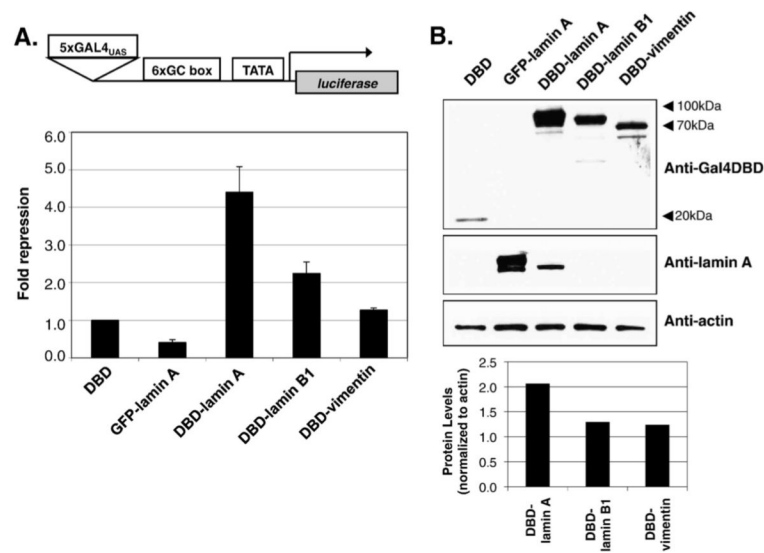 A.
5xGAL4UAS
6xGC box
TATA
luciferase
Fold repression
6.0
5.0
4.0
3.0
2.0
1.0
0.0
DBD
GFP-lamin A
DBD-lamin A
DBD-lamin B1
DBD-vimentin
B.
DBD
GFP-lamin A
DBD-lamin A
DBD-lamin B1
DBD-vimentin
100kDa
70kDa
Anti-Gal4DBD
20kDa
Anti-lamin A
Anti-actin
Protein Levels
(normalized to actin)
2.5
2.0
1.5
1.0
0.5
0.0
DBD-
lamin A
DBD-
lamin B1
DBD-
vimentin